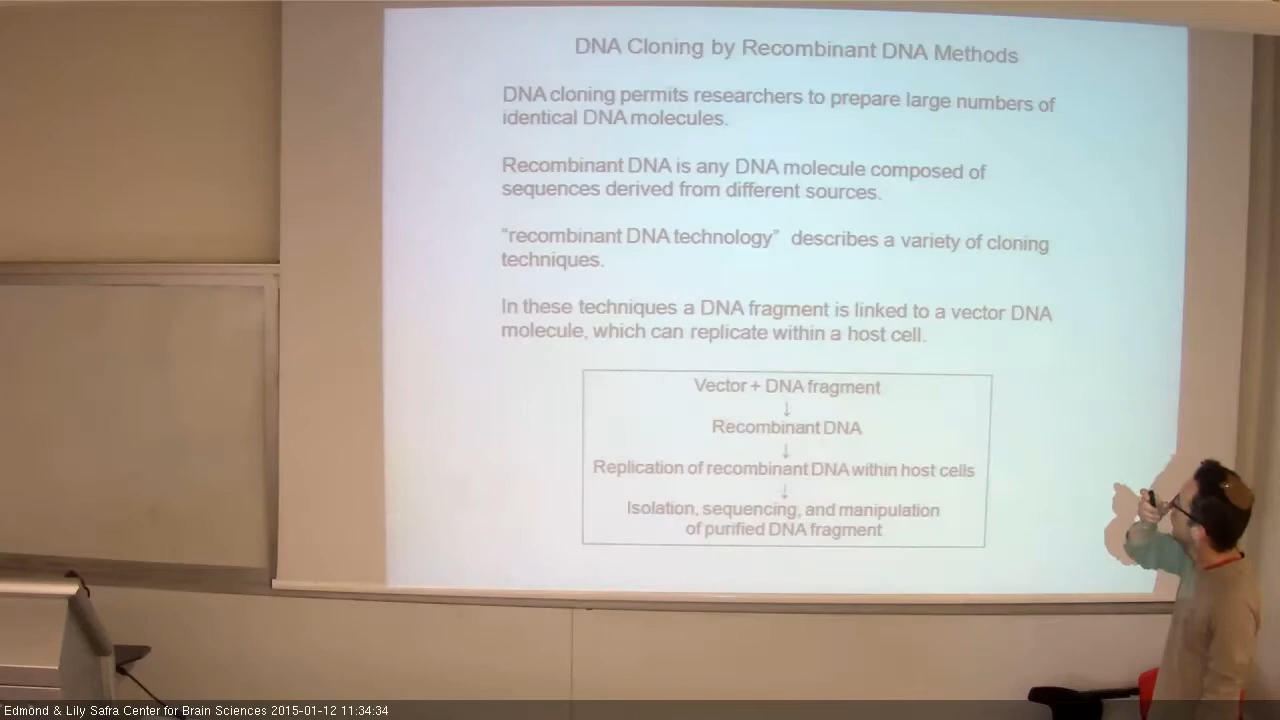 DNA Cloning by Recombinant DNA Methods
DNA cloning permits researchers to prepare large numbers of
identical DNA molecules.
Recombinant DNA is any DNA molecule composed of
sequences derived from different sources.
"recombinant DNA technology" describes a variety of cloning
techniques.
In these techniques a DNA fragment is linked to a vector DNA
molecule, which can replicate within a host cell.
Vector + DNA fragment
↓
Recombinant DNA
↓
Replication of recombinant DNA within host cells
↓
Isolation, sequencing, and manipulation
of purified DNA fragment
Edmond & Lily Safra Center for Brain Sciences 2015-01-12 11:34:34